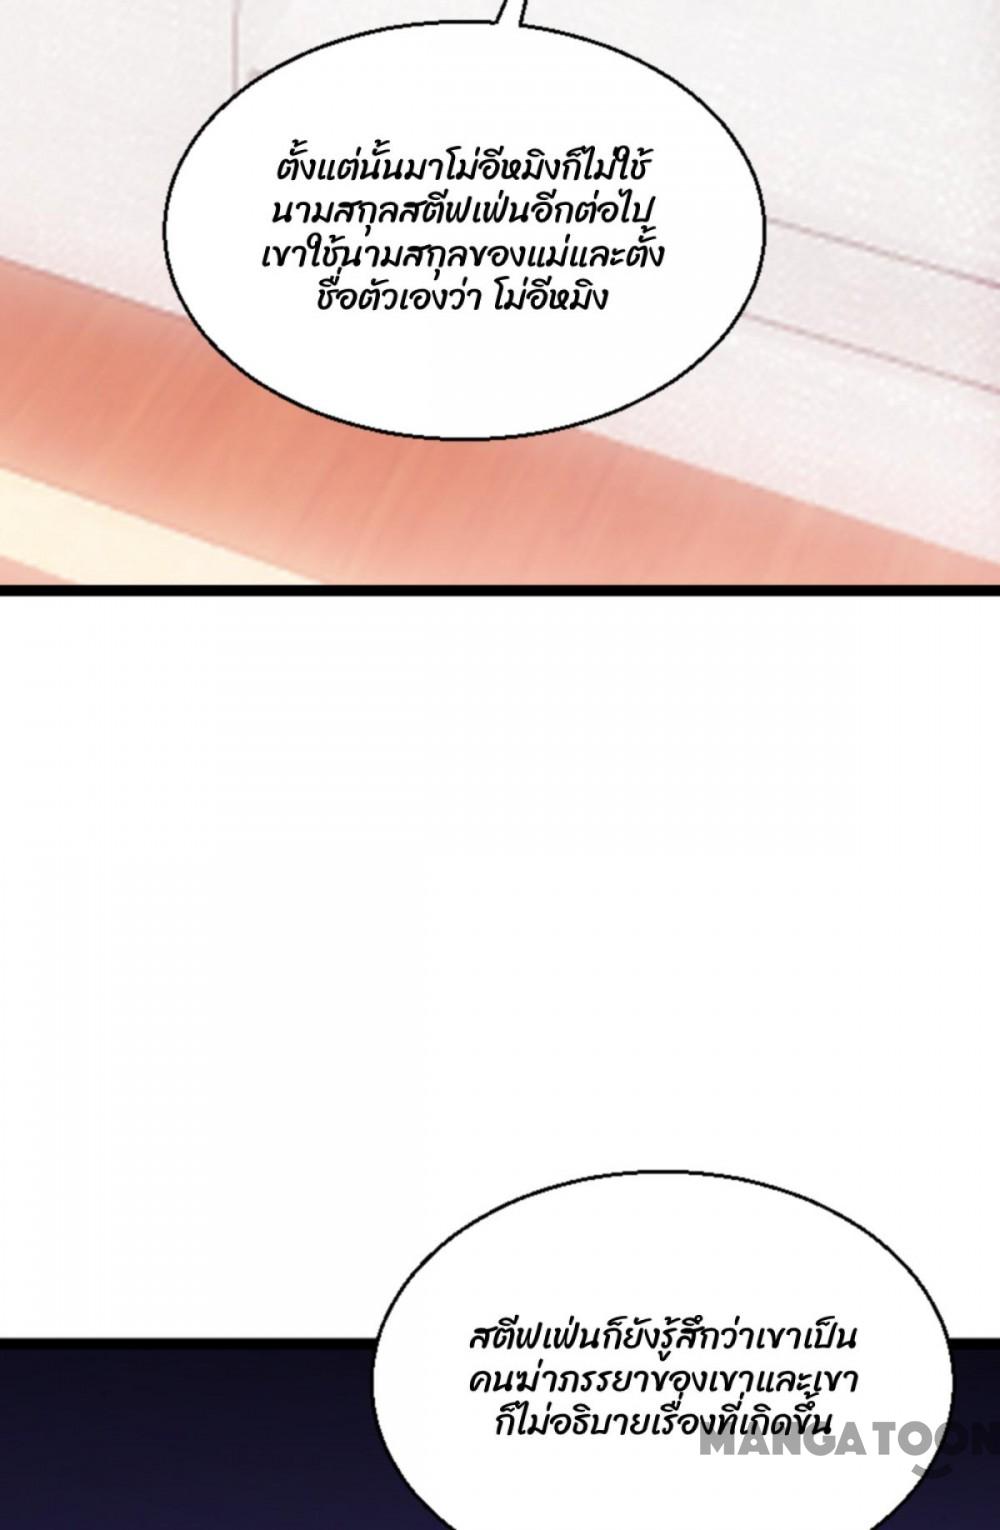 ตั้งแต่นั้นมาโม่อีหมิงก็ไม่ใช้
นามสกุลสตีฟเฟ่นอีกต่อไป
เขาใช้นามสกุลของแม่และตั้ง
ชื่อตัวเองว่า โม่อีหมิง
สตีฟเฟ่นก็ยังรู้สึกว่าเขาเป็น
คนฆ่าภรรยาของเขาและเขา
ก็ไม่อธิบายเรื่องที่เกิดขึ้น
MANGATOON